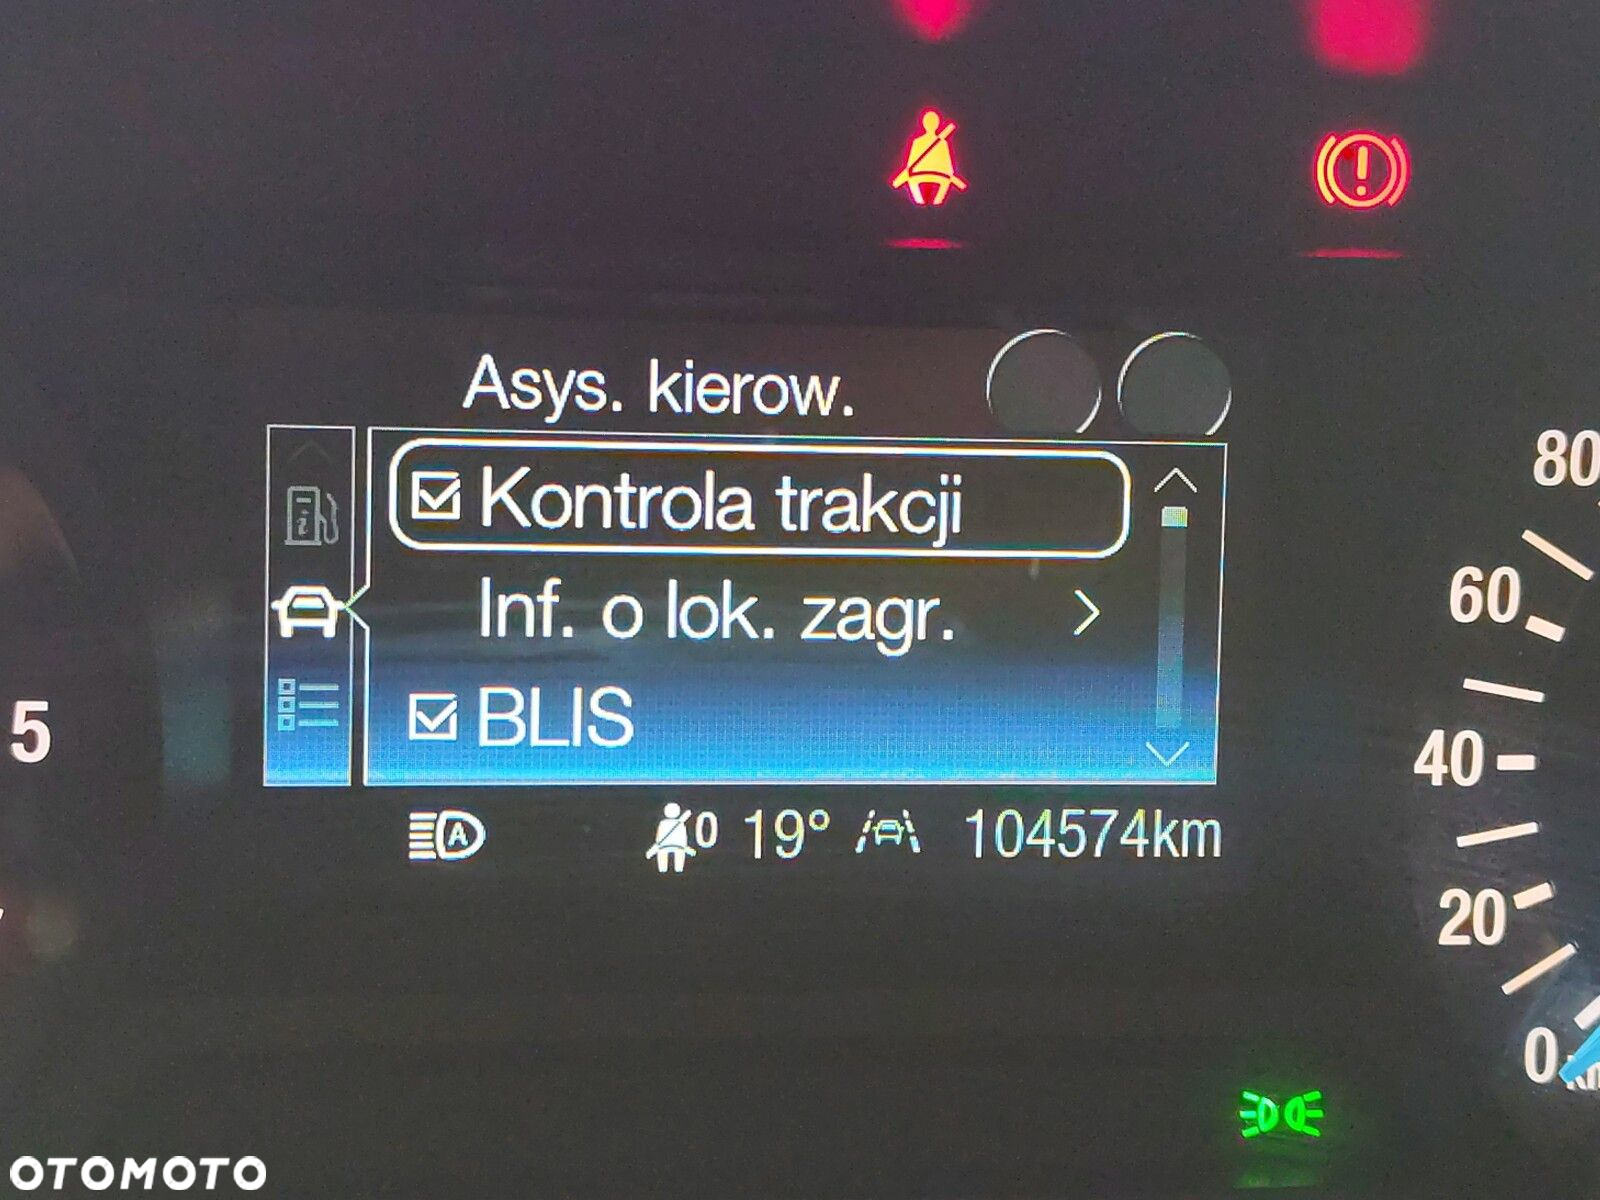 Asys. kierow.
Kontrola trakcji
Inf. o lok. zagr.
BLIS
A
0 19° 104574km
5
80
60
40
20
0
OTOMOTO